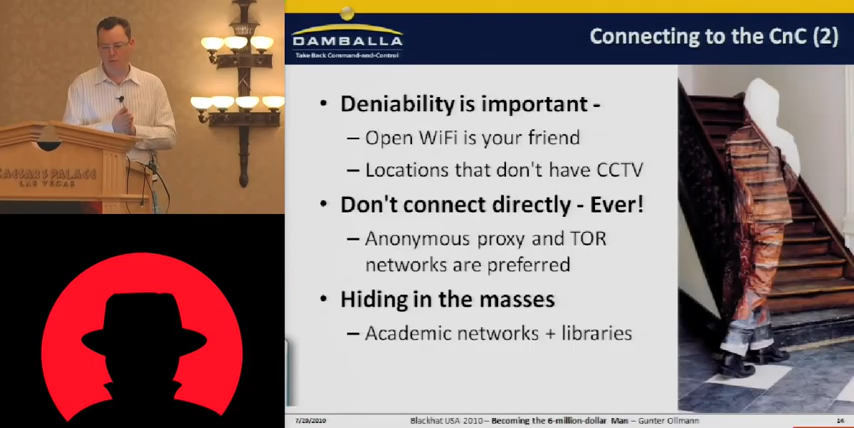 CAESARS PALACE
LAS VEGAS
DAMBALLA
Take Back Command-and-Control
Connecting to the CnC (2)
• Deniability is important -
– Open WiFi is your friend
– Locations that don't have CCTV
• Don't connect directly - Ever!
– Anonymous proxy and TOR
networks are preferred
• Hiding in the masses
– Academic networks + libraries
7/28/2010
Blackhat USA 2010 – Becoming the 6-million-dollar Man – Gunter Ollmann